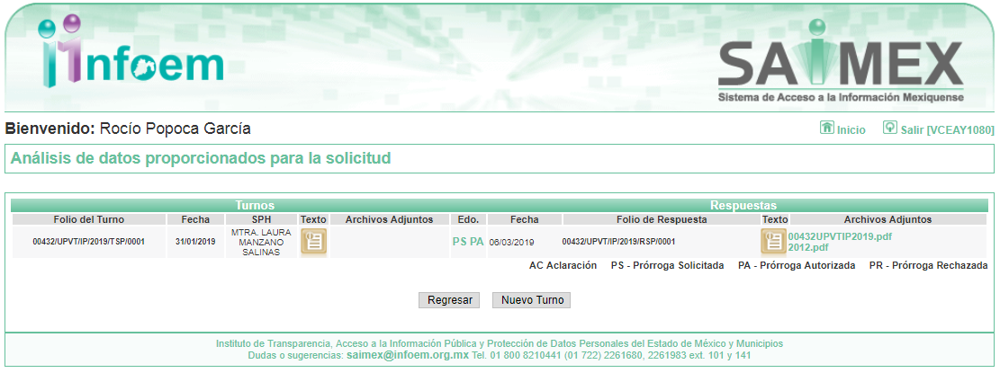 infoem
SAIMEX
Sistema de Acceso a la Información Mexiquense
Bienvenido: Rocío Popoca García
Inicio Salir [VCEAY1080]
Análisis de datos proporcionados para la solicitud
Turnos Respuestas
Folio del Turno Fecha SPH Texto Archivos Adjuntos Edo. Fecha Folio de Respuesta Texto Archivos Adjuntos
00432/UPVT/IP/2019/TSP/0001 31/01/2019 MTRA. LAURA MANZANO SALINAS PS PA 06/03/2019 00432/UPVT/IP/2019/RSP/0001 00432UPVTIP2019.pdf
2012.pdf
AC Aclaración PS - Prórroga Solicitada PA - Prórroga Autorizada PR - Prórroga Rechazada
Regresar Nuevo Turno
Instituto de Transparencia, Acceso a la Información Pública y Protección de Datos Personales del Estado de México y Municipios
Dudas o sugerencias: saimex@infoem.org.mx Tel. 01 800 8210441 (01 722) 2261680, 2261983 ext. 101 y 141